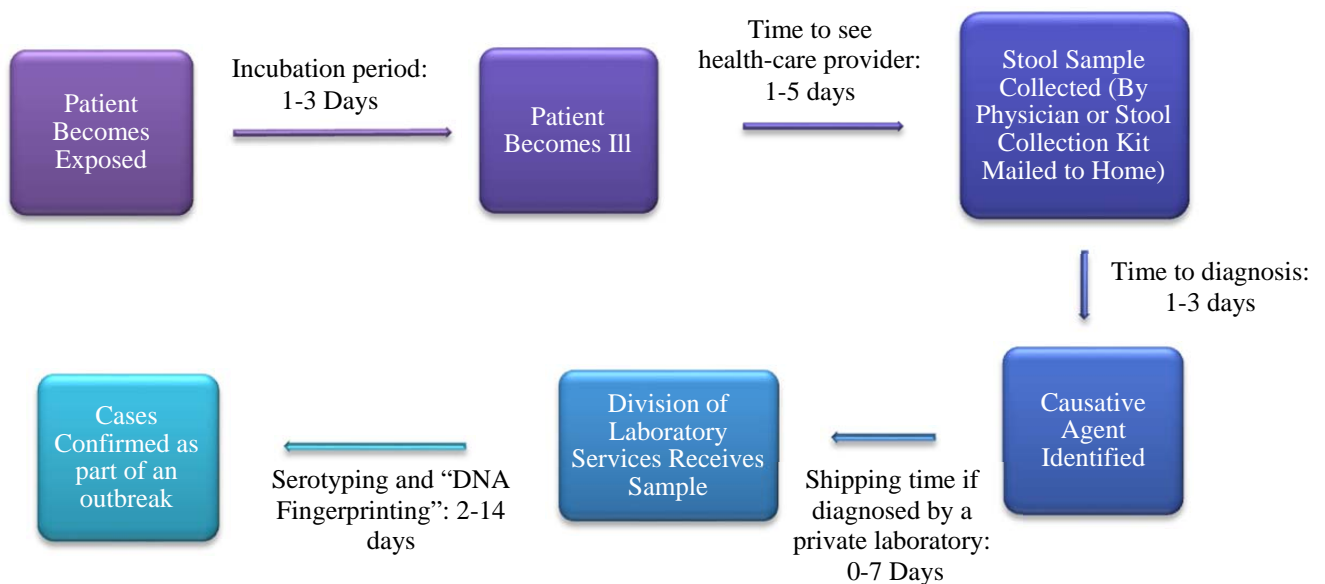 Patient
Becomes
Exposed
Incubation period:
1-3 Days
Patient
Becomes Ill
Time to see
health-care provider:
1-5 days
Stool Sample
Collected (By
Physician or Stool
Collection Kit
Mailed to Home)
Time to diagnosis:
1-3 days
Causative
Agent
Identified
Shipping time if
diagnosed by a
private laboratory:
0-7 Days
Division of
Laboratory
Services Receives
Sample
Serotyping and “DNA
Fingerprinting”: 2-14
days
Cases
Confirmed as
part of an
outbreak